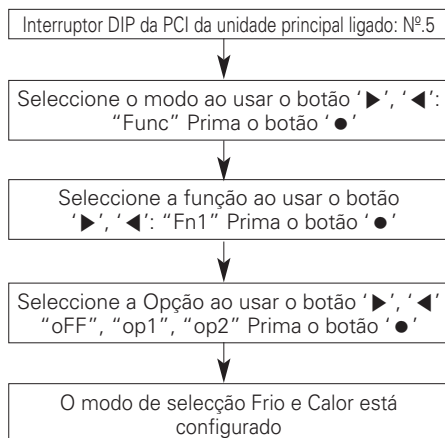 Interruptor DIP da PCI da unidade principal ligado: Nº.5
Seleccione o modo ao usar o botão ‘▶’, ‘◀’:
“Func” Prima o botão ‘●’
Seleccione a função ao usar o botão
‘▶’, ‘◀’: “Fn1” Prima o botão ‘●’
Seleccione a Opção ao usar o botão ‘▶’, ‘◀’
“oFF”, “op1”, “op2” Prima o botão ‘●’
O modo de selecção Frio e Calor está
configurado